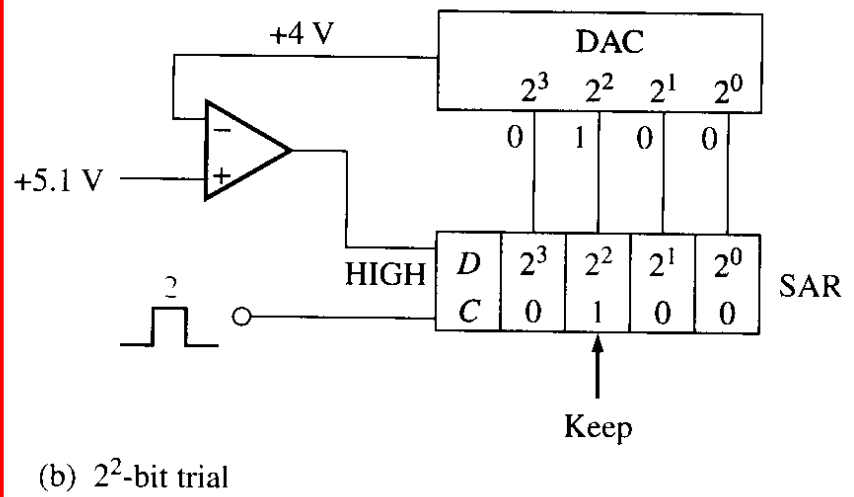 +4 V
DAC
2³ 2² 2¹ 2⁰
0 1 0 0
−
+5.1 V
+
HIGH
D 2³ 2² 2¹ 2⁰
SAR
2
C 0 1 0 0
Keep
(b) 2²-bit trial